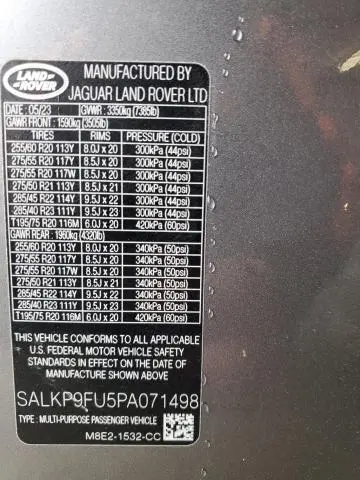 LAND
ROVER
MANUFACTURED BY
JAGUAR LAND ROVER LTD
DATE : 05/23 GVWR : 3350kg (7385lb)
GAWR FRONT : 1590kg (3505lb)
TIRES RIMS PRESSURE (COLD)
255/60 R20 113Y 8.0J x 20 300kPa (44psi)
275/55 R20 117Y 8.5J x 20 300kPa (44psi)
275/55 R20 117W 8.5J x 20 300kPa (44psi)
275/50 R21 113Y 8.5J x 21 300kPa (44psi)
285/45 R22 114Y 9.5J x 22 300kPa (44psi)
285/40 R23 111Y 9.5J x 23 300kPa (44psi)
T195/75 R20 116M 6.0J x 20 420kPa (60psi)
GAWR REAR : 1960kg (4320lb)
255/60 R20 113Y 8.0J x 20 340kPa (50psi)
275/55 R20 117Y 8.5J x 20 340kPa (50psi)
275/55 R20 117W 8.5J x 20 340kPa (50psi)
275/50 R21 113Y 8.5J x 21 340kPa (50psi)
285/45 R22 114Y 9.5J x 22 340kPa (50psi)
285/40 R23 111Y 9.5J x 23 340kPa (50psi)
T195/75 R20 116M 6.0J x 20 420kPa (60psi)
THIS VEHICLE CONFORMS TO ALL APPLICABLE
U.S. FEDERAL MOTOR VEHICLE SAFETY
STANDARDS IN EFFECT ON THE DATE OF
MANUFACTURE SHOWN ABOVE
SALKP9FU5PA071498
TYPE : MULTI-PURPOSE PASSENGER VEHICLE
M8E2-1532-CC